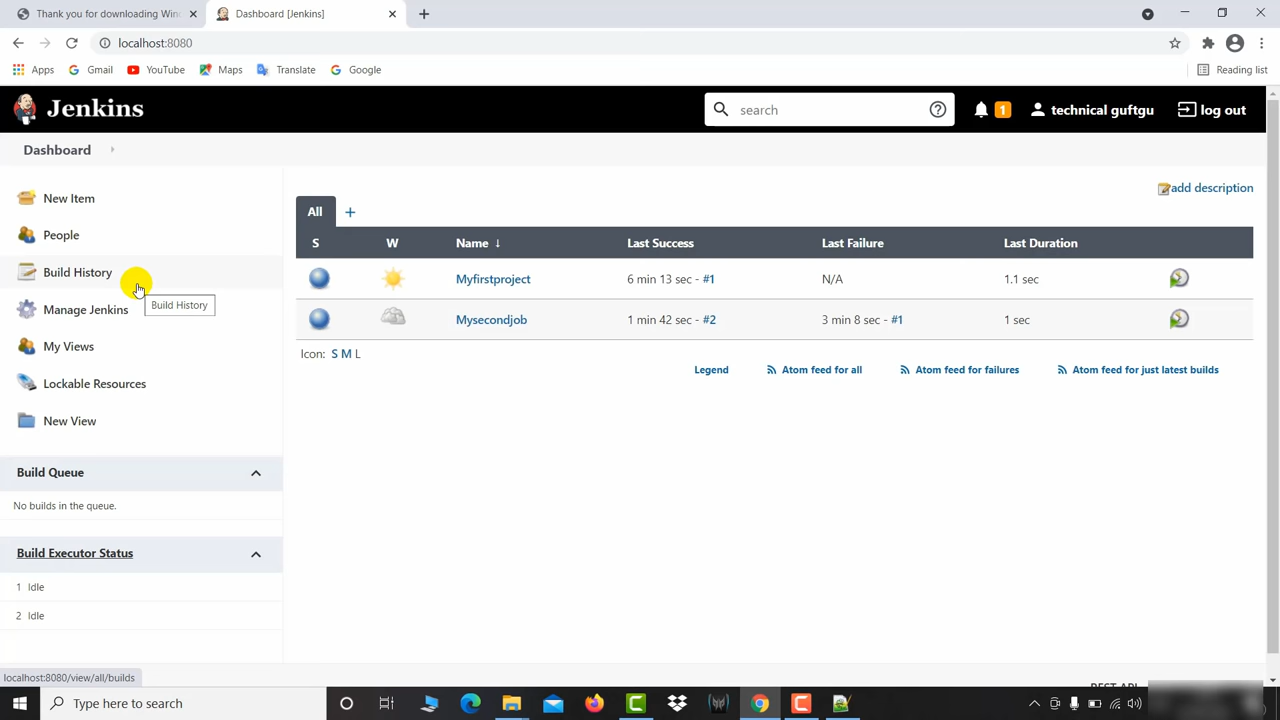 Thank you for downloading Win
Dashboard [Jenkins]
localhost:8080
Apps
Gmail
YouTube
Maps
Translate
Google
Reading list
Jenkins
search
1
technical guftgu
log out
Dashboard
New Item
People
Build History
Build History
Manage Jenkins
My Views
Lockable Resources
New View
add description
All +
S W Name ↓ Last Success Last Failure Last Duration
Myfirstproject 6 min 13 sec - #1 N/A 1.1 sec
Mysecondjob 1 min 42 sec - #2 3 min 8 sec - #1 1 sec
Icon: S M L
Legend Atom feed for all Atom feed for failures Atom feed for just latest builds
Build Queue
No builds in the queue.
Build Executor Status
1 Idle
2 Idle
localhost:8080/view/all/builds
Type here to search